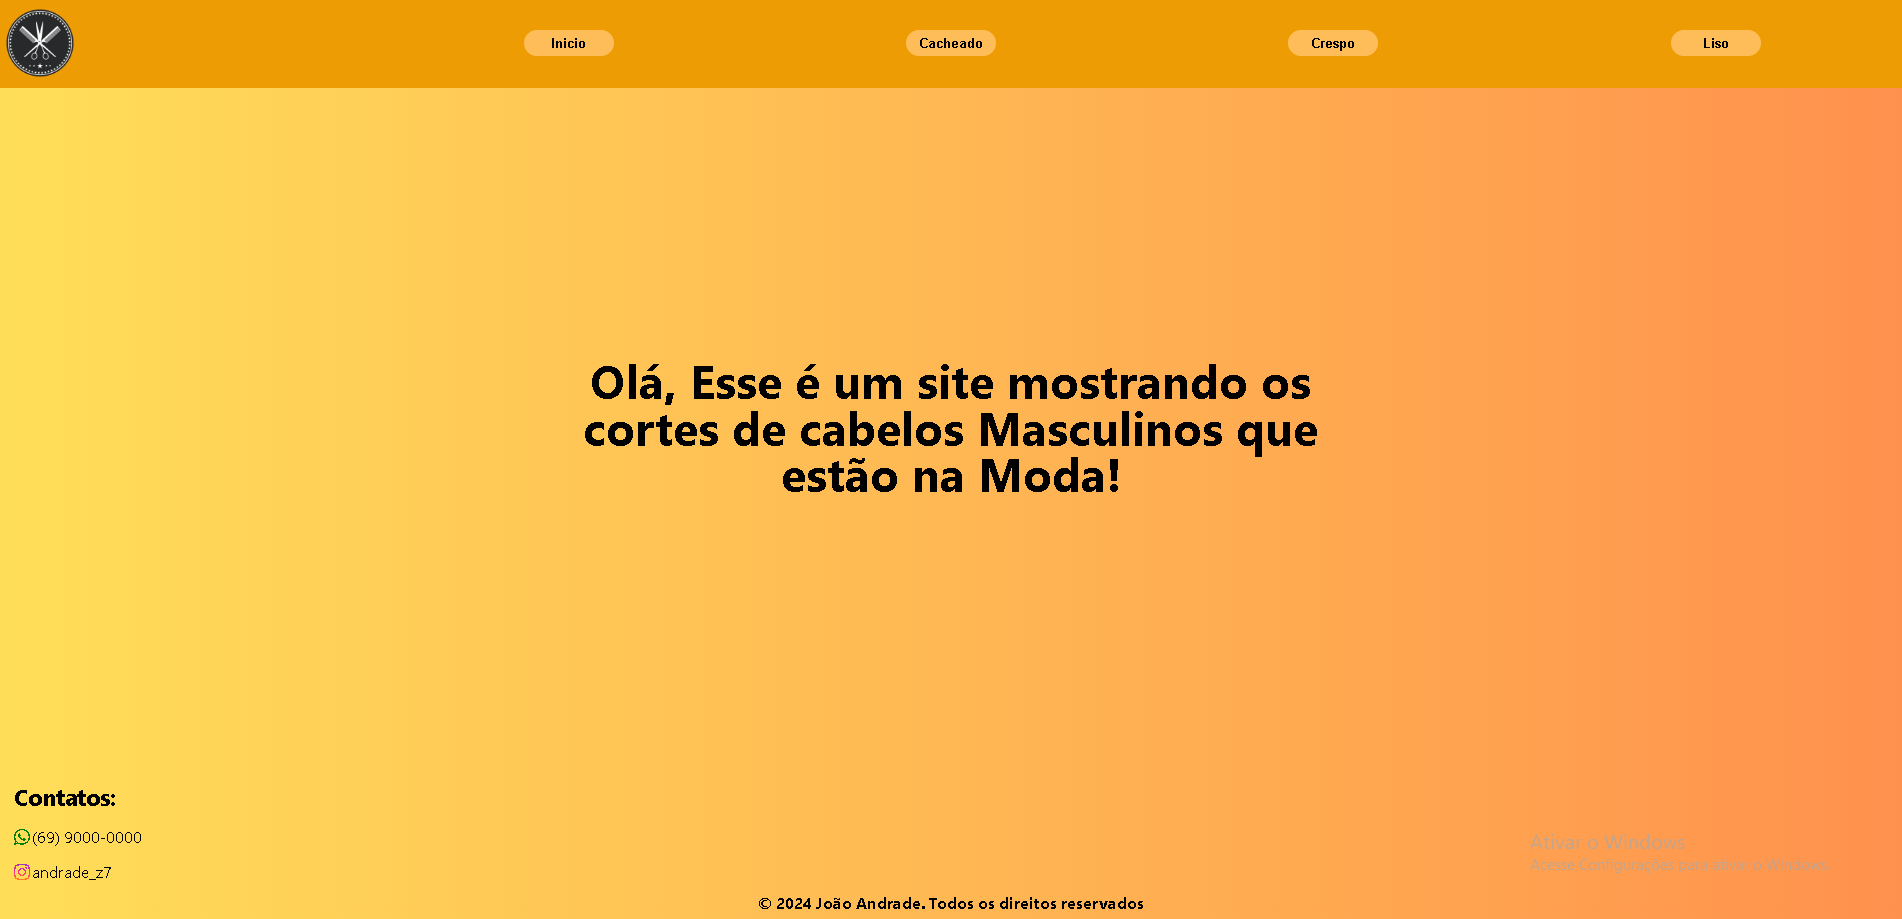 Inicio
Cacheado
Crespo
Liso
Olá, Esse é um site mostrando os
cortes de cabelos Masculinos que
estão na Moda!
Contatos:
(69) 9000-0000
andrade_z7
Ativar o Windows
Acesse Configurações para ativar o Windows.
© 2024 João Andrade. Todos os direitos reservados